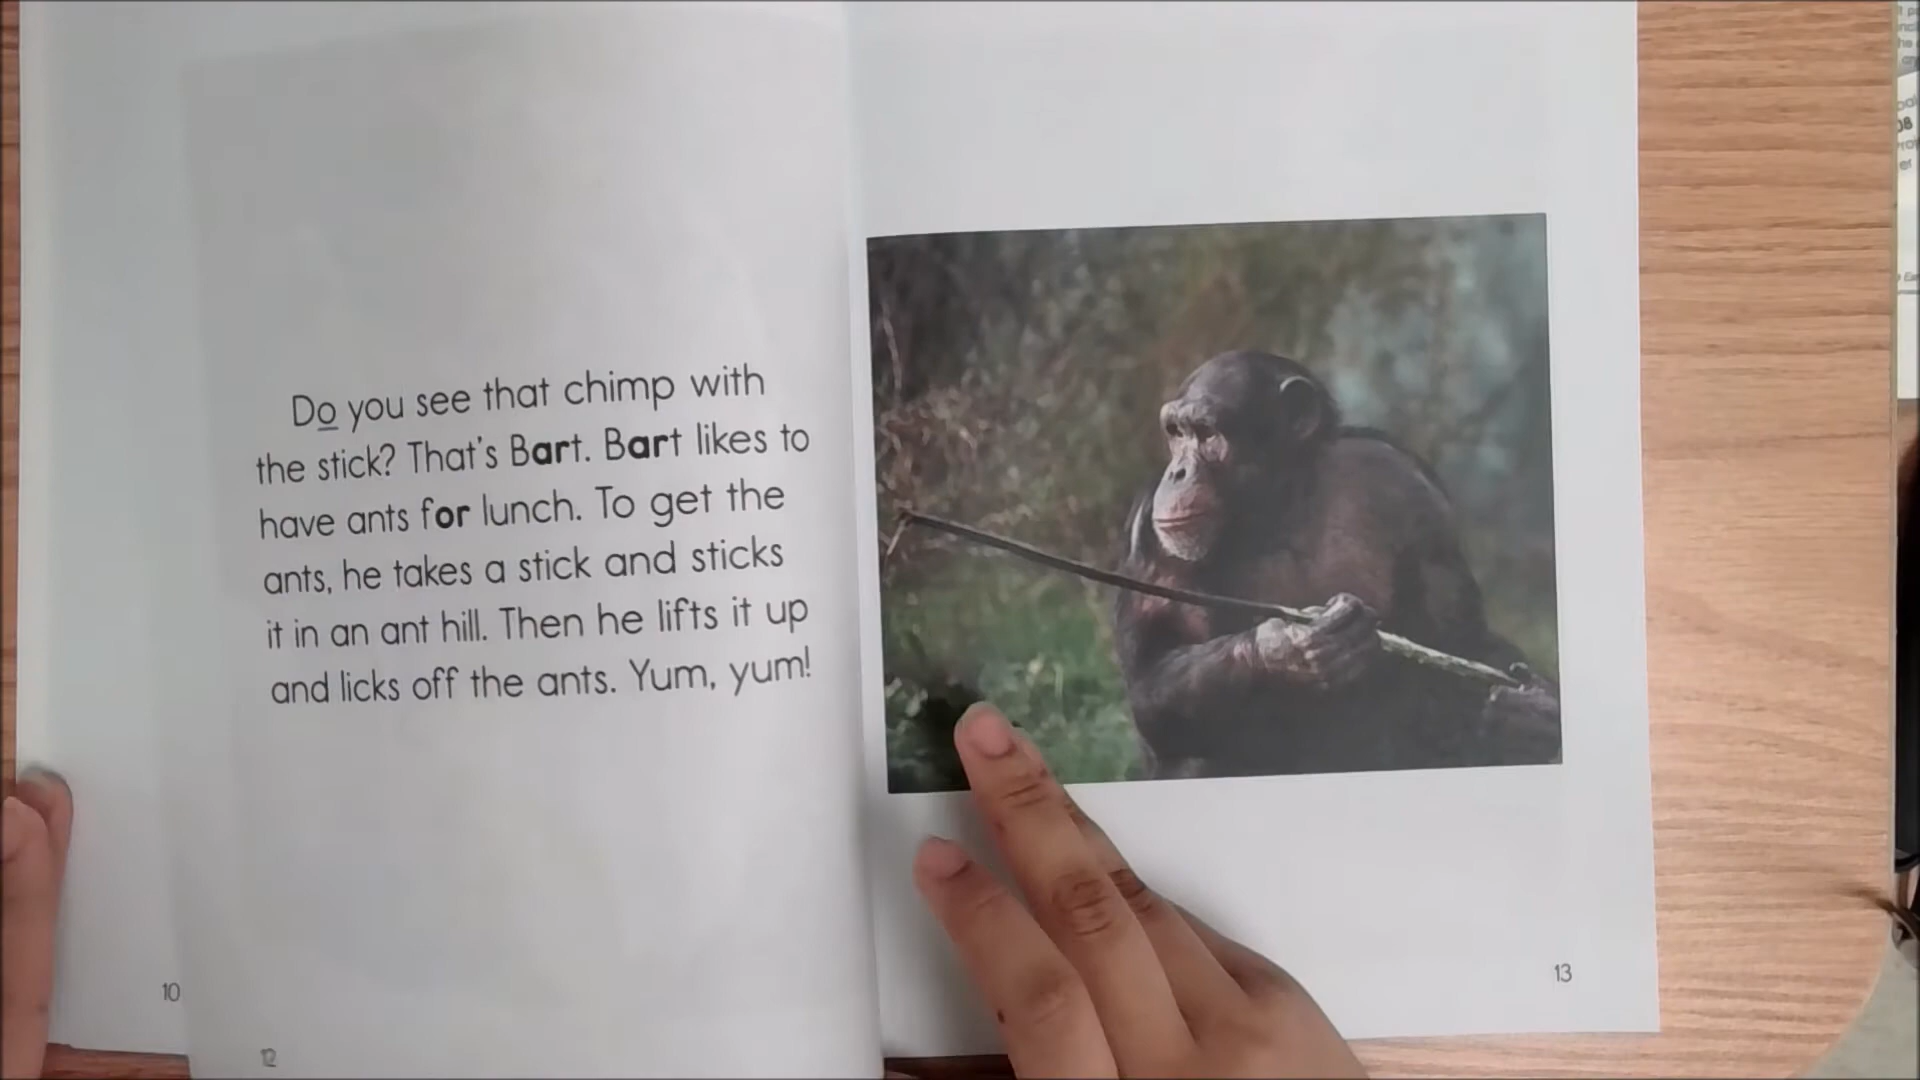 Do you see that chimp with
the stick? That's Bart. Bart likes to
have ants for lunch. To get the
ants, he takes a stick and sticks
it in an ant hill. Then he lifts it up
and licks off the ants. Yum, yum!
10
12
13
08